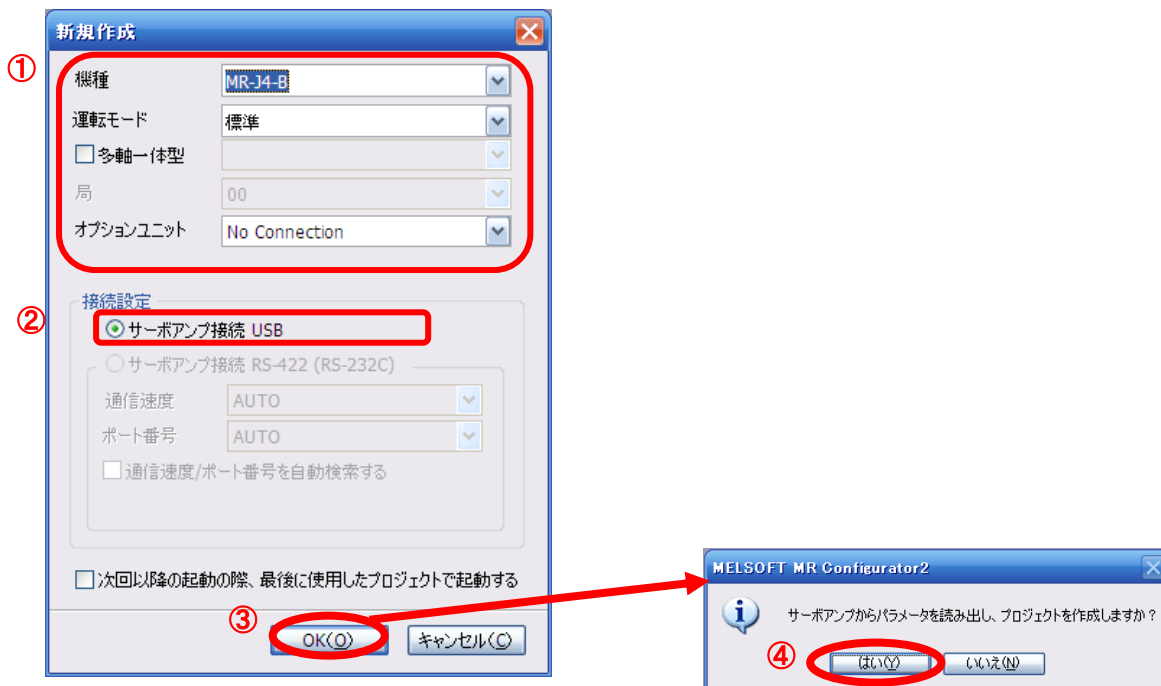 新規作成
①
機種 MR-J4-B
運転モード 標準
多軸一体型
局 00
オプションユニット No Connection
接続設定
②
サーボアンプ接続 USB
サーボアンプ接続 RS-422 (RS-232C)
通信速度 AUTO
ポート番号 AUTO
通信速度/ポート番号を自動検索する
次回以降の起動の際、最後に使用したプロジェクトで起動する
③
OK(O) キャンセル(C)
MELSOFT MR Configurator2
サーボアンプからパラメータを読み出し、プロジェクトを作成しますか?
④
はい(Y) いいえ(N)